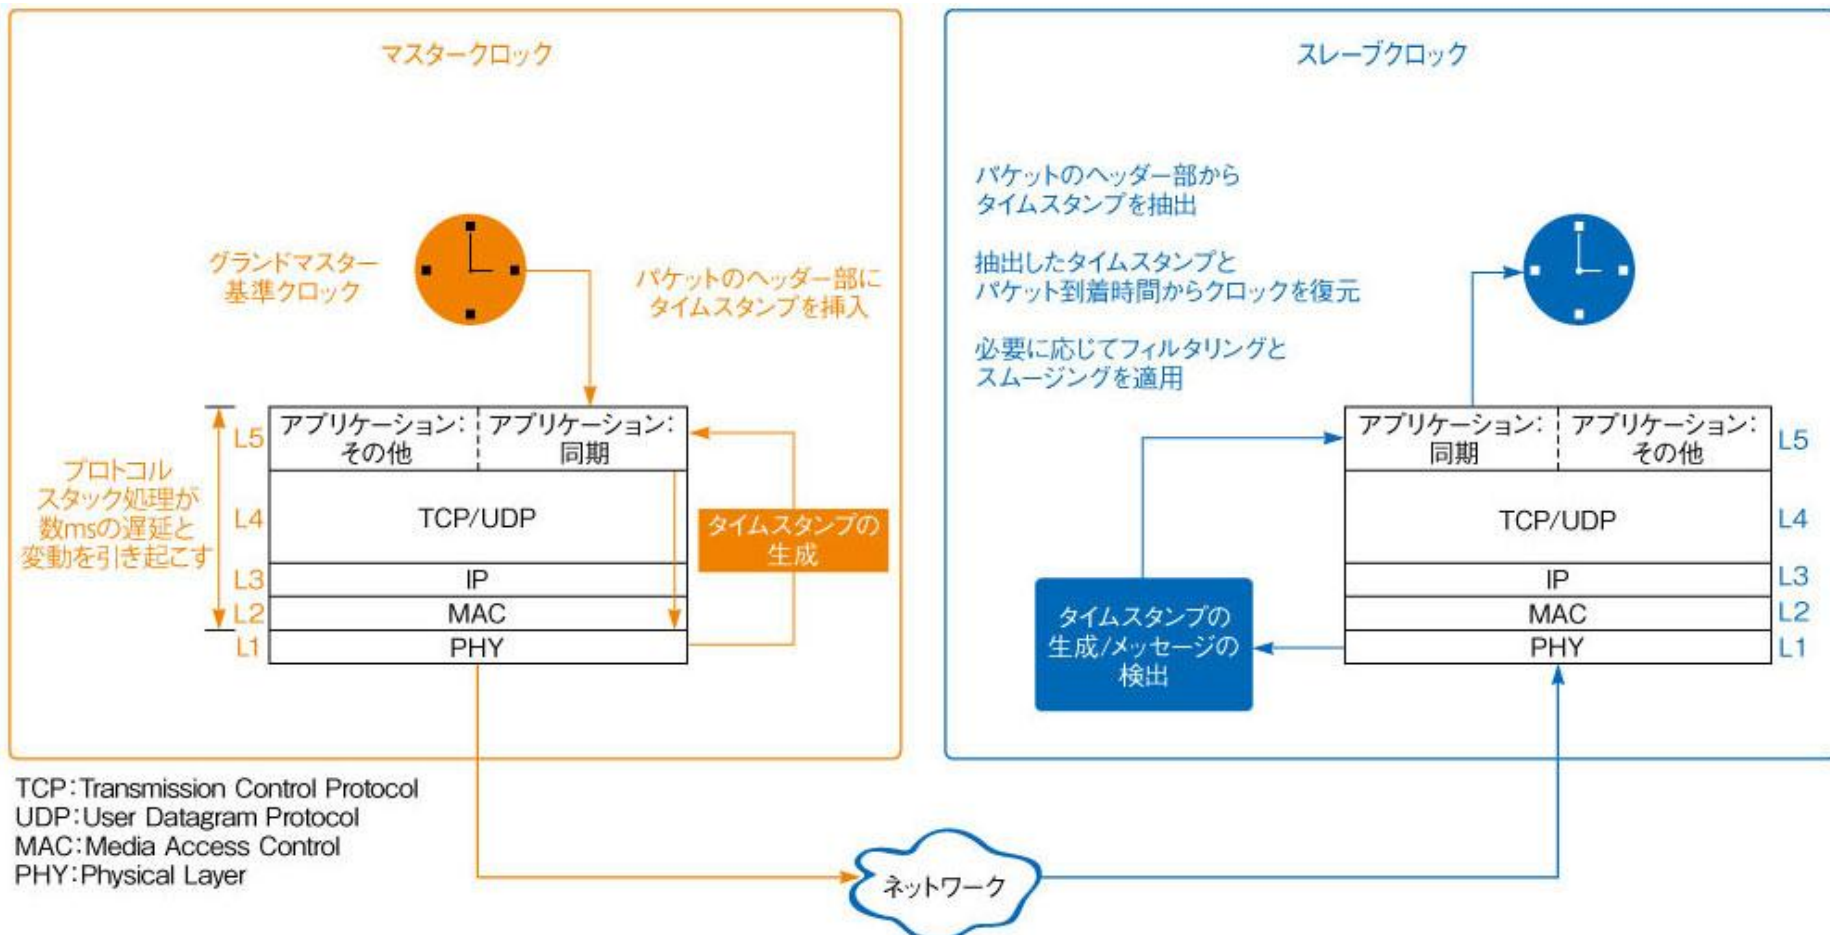 マスタークロック
グランドマスター
基準クロック
パケットのヘッダー部に
タイムスタンプを挿入
プロトコル
スタック処理が
数msの遅延と
変動を引き起こす
L5
L4
L3
L2
L1
アプリケーション：
その他
アプリケーション：
同期
TCP/UDP
IP
MAC
PHY
タイムスタンプの
生成
スレーブクロック
パケットのヘッダー部から
タイムスタンプを抽出
抽出したタイムスタンプと
パケット到着時間からクロックを復元
必要に応じてフィルタリングと
スムージングを適用
タイムスタンプの
生成/メッセージの
検出
アプリケーション：
同期
アプリケーション：
その他
TCP/UDP
IP
MAC
PHY
L5
L4
L3
L2
L1
TCP：Transmission Control Protocol
UDP：User Datagram Protocol
MAC：Media Access Control
PHY：Physical Layer
ネットワーク